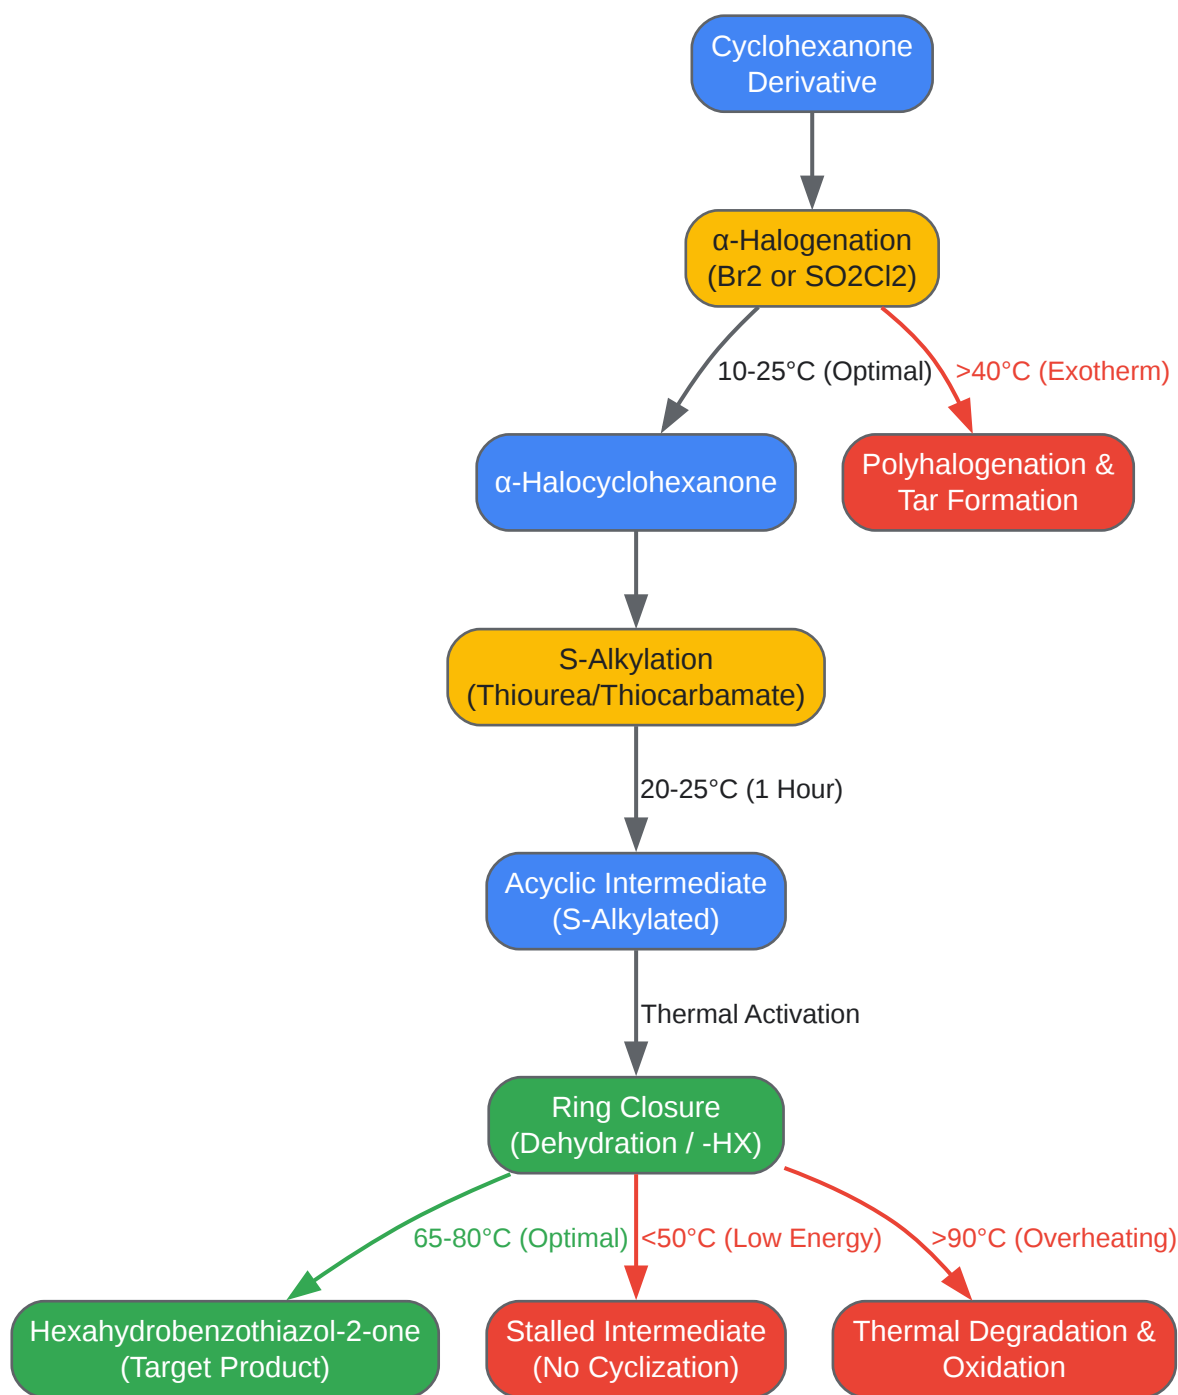 Cyclohexanone
Derivative
α-Halogenation
(Br2 or SO2Cl2)
10-25°C (Optimal)
>40°C (Exotherm)
α-Halocyclohexanone
Polyhalogenation &
Tar Formation
S-Alkylation
(Thiourea/Thiocarbamate)
20-25°C (1 Hour)
Acyclic Intermediate
(S-Alkylated)
Thermal Activation
Ring Closure
(Dehydration / -HX)
65-80°C (Optimal)
<50°C (Low Energy)
>90°C (Overheating)
Hexahydrobenzothiazol-2-one
(Target Product)
Stalled Intermediate
(No Cyclization)
Thermal Degradation &
Oxidation